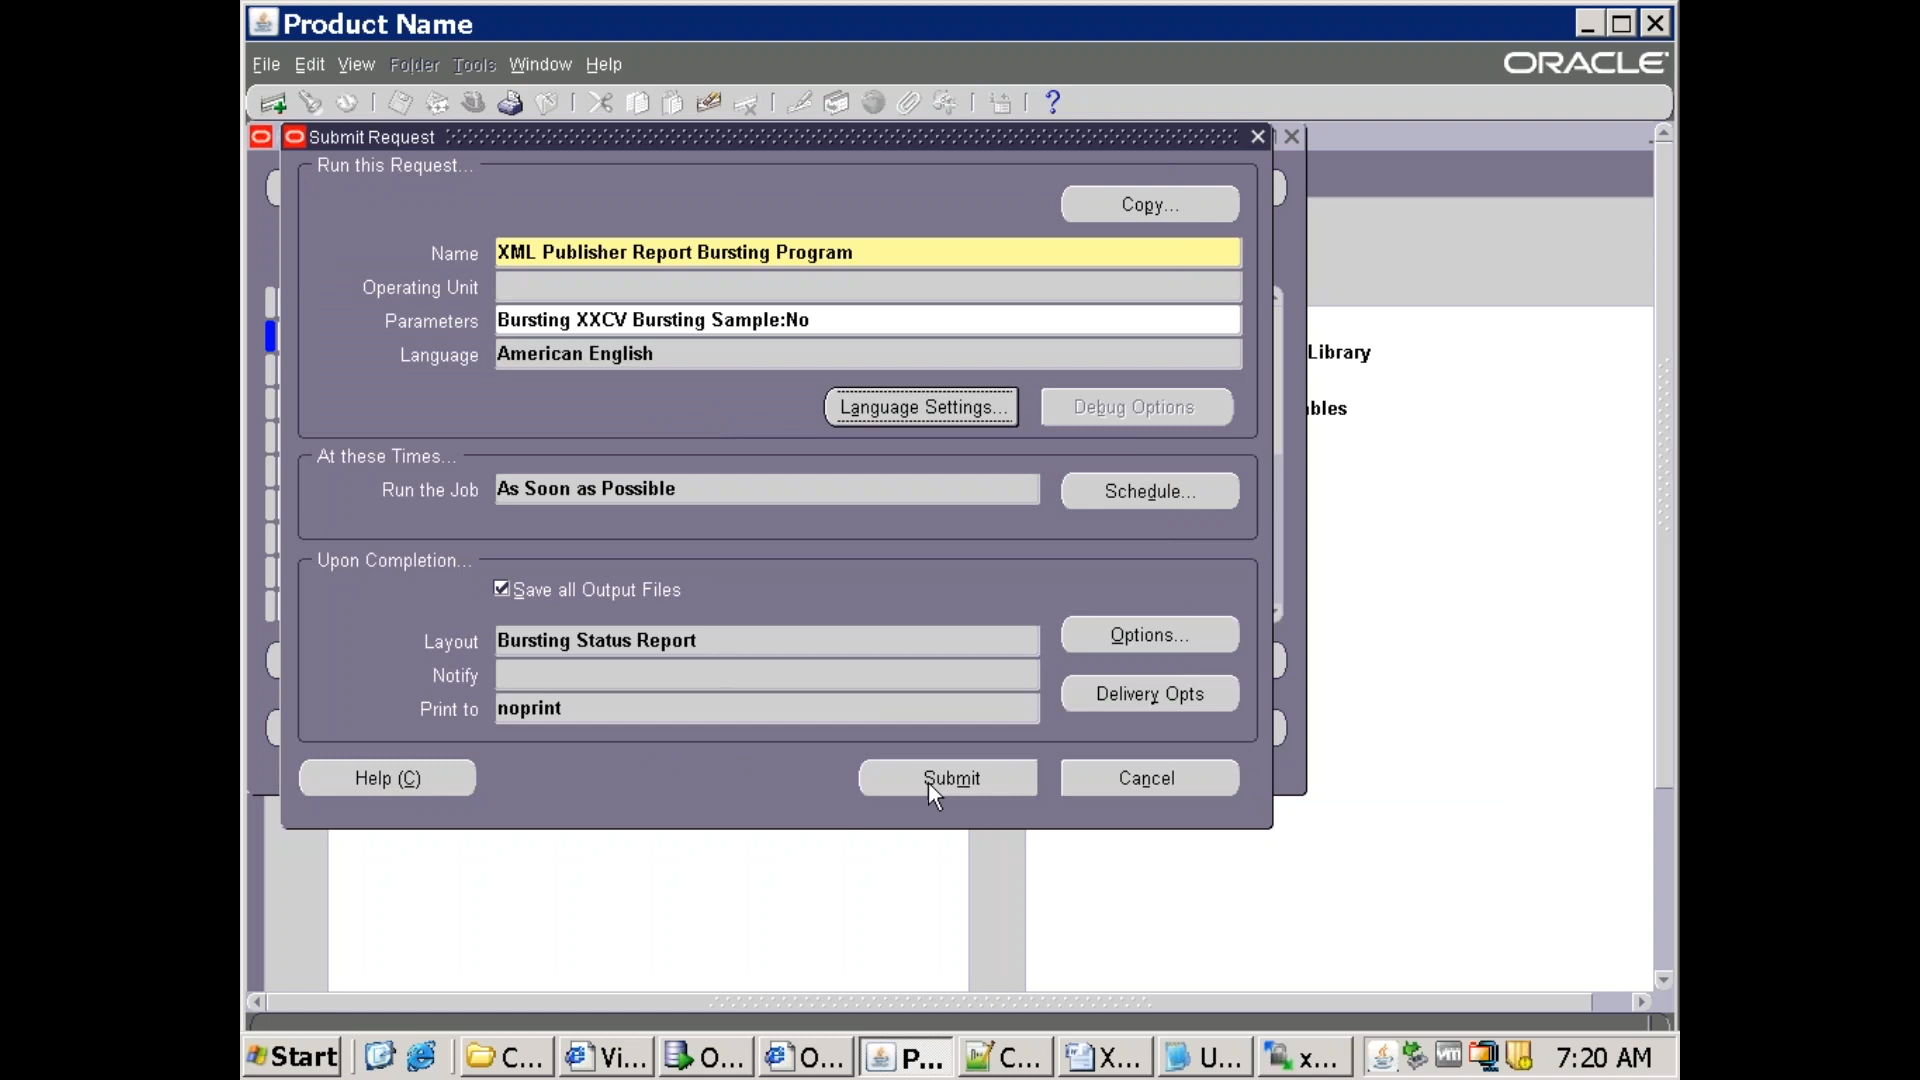 Product Name
File Edit View Folder Tools Window Help
ORACLE
Submit Request
Run this Request...
Copy...
Name XML Publisher Report Bursting Program
Operating Unit
Parameters Bursting XXCV Bursting Sample:No
Language American English
Library
Language Settings... Debug Options
bles
At these Times...
Run the Job As Soon as Possible Schedule...
Upon Completion...
Save all Output Files
Layout Bursting Status Report Options...
Notify
Print to noprint Delivery Opts
Help (C) Submit Cancel
Start C... Vi... O... O... P... C... X... U... x... 7:20 AM